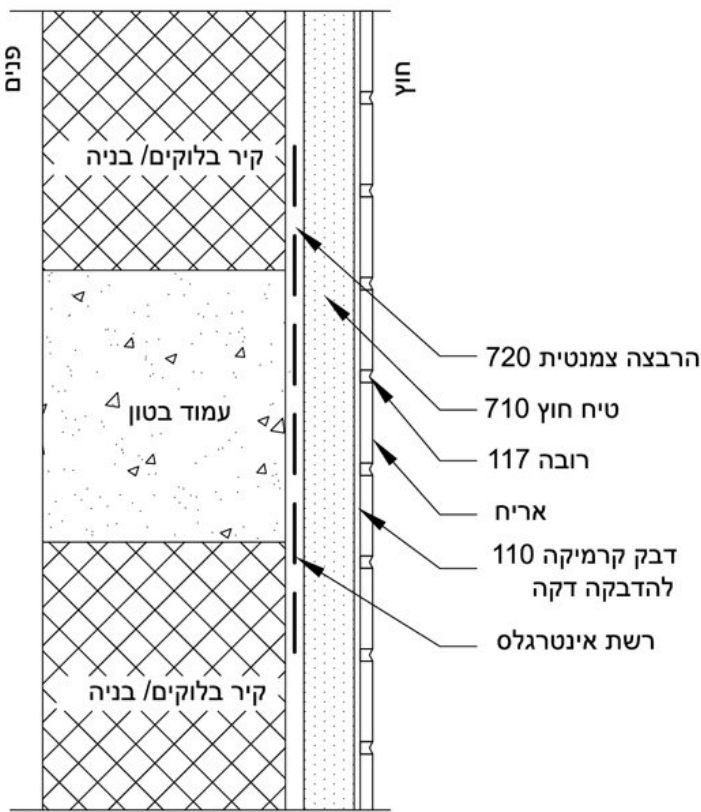 פנים
חוץ
קיר בלוקים/ בניה
עמוד בטון
קיר בלוקים/ בניה
הרבצה צמנטית 720
טיח חוץ 710
רובה 117
אריח
דבק קרמיקה 110
להדבקה דקה
רשת אינטרגלס